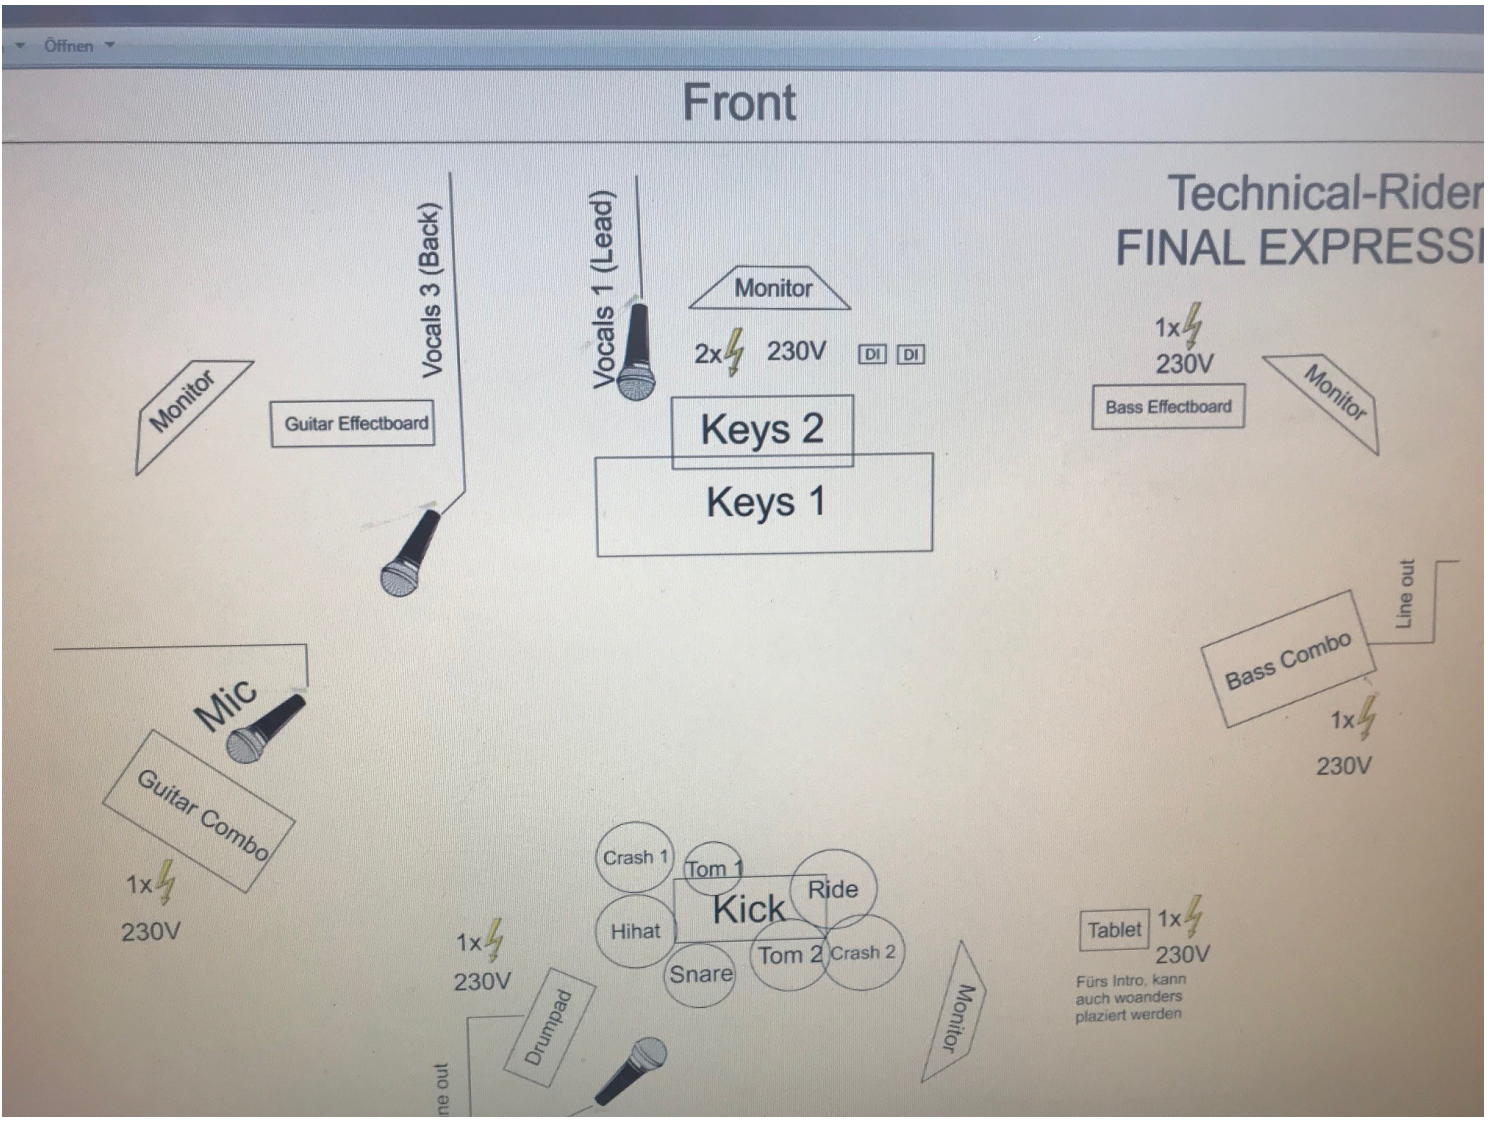 Öffnen
Front
Technical-Rider
FINAL EXPRESSI
Vocals 3 (Back)
Vocals 1 (Lead)
Monitor
2x 230V DI DI
1x
230V
Monitor
Monitor
Guitar Effectboard
Keys 2
Keys 1
Bass Effectboard
Line out
Bass Combo
1x
230V
Mic
Guitar Combo
1x
230V
Crash 1
Tom 1
Ride
Kick
Hihat
Snare
Tom 2
Crash 2
1x
230V
Drumpad
ne out
Monitor
Tablet
1x
230V
Fürs Intro, kann
auch woanders
plaziert werden